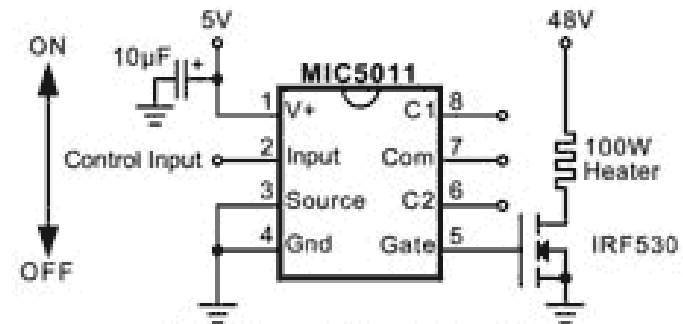 5V
48V
ON
10µF
+
MIC5011
1 V+ C1 8
Control Input 2 Input Com 7
100W
Heater
3 Source C2 6
4 Gnd Gate 5
IRF530
OFF